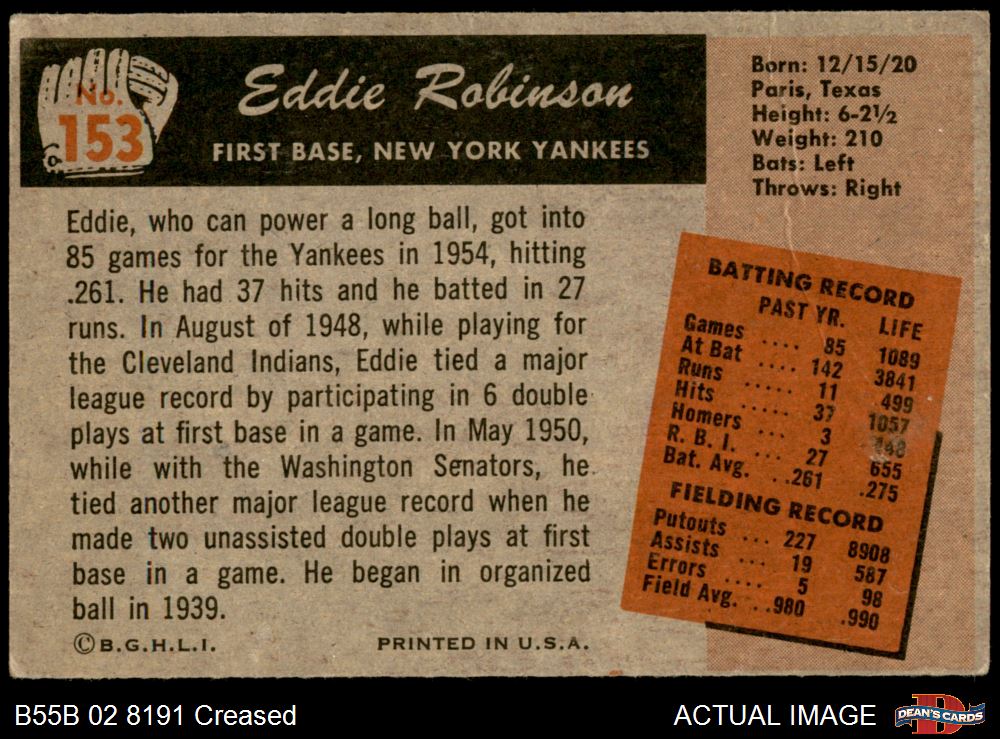 No.
153
Eddie Robinson
FIRST BASE, NEW YORK YANKEES
Born: 12/15/20
Paris, Texas
Height: 6-2½
Weight: 210
Bats: Left
Throws: Right
Eddie, who can power a long ball, got into
85 games for the Yankees in 1954, hitting
.261. He had 37 hits and he batted in 27
runs. In August of 1948, while playing for
the Cleveland Indians, Eddie tied a major
league record by participating in 6 double
plays at first base in a game. In May 1950,
while with the Washington Senators, he
tied another major league record when he
made two unassisted double plays at first
base in a game. He began in organized
ball in 1939.
©B.G.H.L.I. PRINTED IN U.S.A.
BATTING RECORD
PAST YR. LIFE
Games .... 85 1089
At Bat .... 142 3841
Runs ..... 11 499
Hits ..... 37 1057
Homers ... 3
R. B. I. ... 27 655
Bat. Avg. ..261 .275
FIELDING RECORD
Putouts ... 227 8908
Assists ... 19 587
Errors .... 5 98
Field Avg. ..980 .990
B55B 02 8191 Creased
ACTUAL IMAGE
D
DEAN'S CARDS